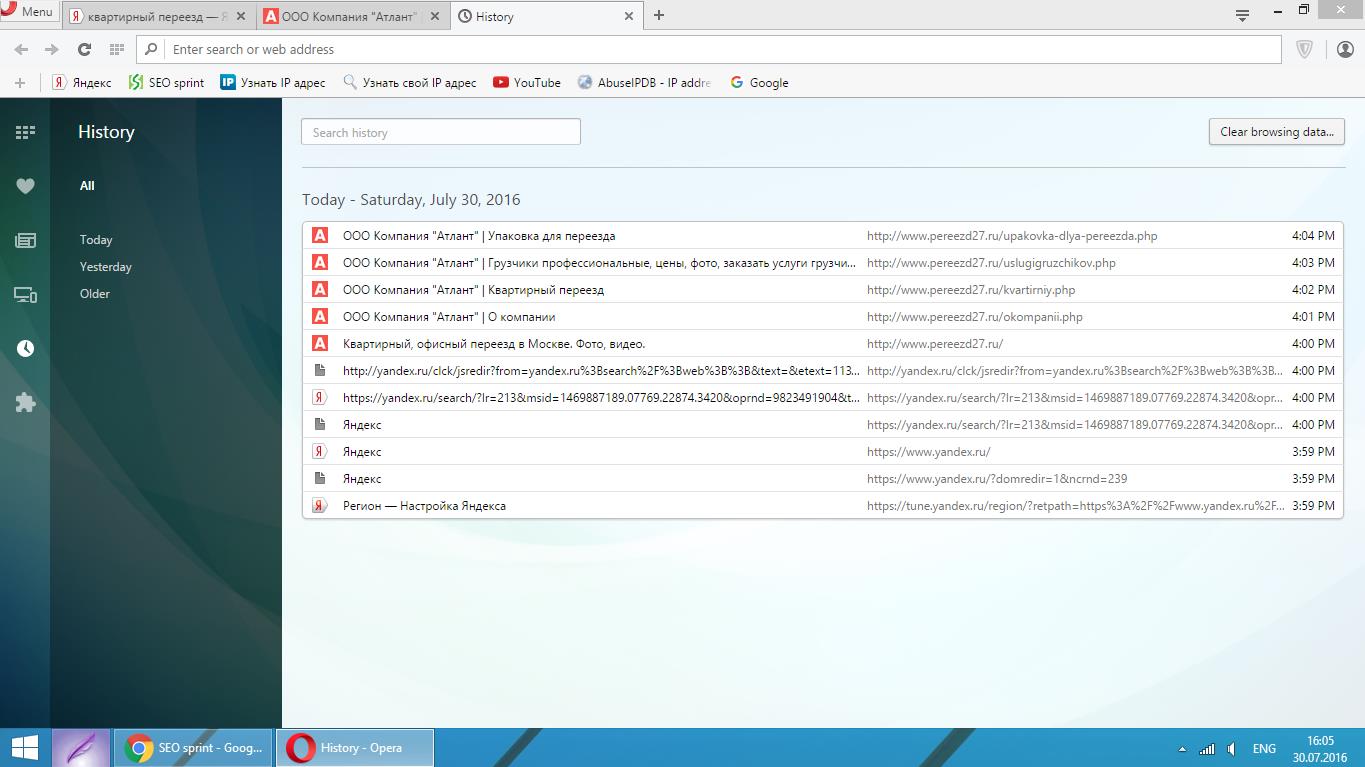 Menu
квартирный переезд — Я
ООО Компания "Атлант"
History
Enter search or web address
Яндекс
SEO sprint
IP
Узнать IP адрес
Узнать свой IP адрес
YouTube
AbuseIPDB - IP addre
Google
History
All
Today
Yesterday
Older
Search history
Clear browsing data...
Today - Saturday, July 30, 2016
ООО Компания "Атлант" | Упаковка для переезда http://www.pereezd27.ru/upakovka-dlya-pereezda.php 4:04 PM
ООО Компания "Атлант" | Грузчики профессиональные, цены, фото, заказать услуги грузчи... http://www.pereezd27.ru/uslugigruzchikov.php 4:03 PM
ООО Компания "Атлант" | Квартирный переезд http://www.pereezd27.ru/kvartirniy.php 4:02 PM
ООО Компания "Атлант" | О компании http://www.pereezd27.ru/okompanii.php 4:01 PM
Квартирный, офисный переезд в Москве. Фото, видео. http://www.pereezd27.ru/ 4:00 PM
http://yandex.ru/clck/jsredir?from=yandex.ru%3Bsearch%2F%3Bweb%3B%3B&text=&etext=113... http://yandex.ru/clck/jsredir?from=yandex.ru%3Bsearch%2F%3Bweb%3B%3B... 4:00 PM
https://yandex.ru/search/?lr=213&msid=1469887189.07769.22874.3420&oprnd=9823491904&t... https://yandex.ru/search/?lr=213&msid=1469887189.07769.22874.3420&opr... 4:00 PM
Яндекс https://yandex.ru/search/?lr=213&msid=1469887189.07769.22874.3420&opr... 4:00 PM
Яндекс https://www.yandex.ru/ 3:59 PM
Яндекс https://www.yandex.ru/?domredir=1&ncrnd=239 3:59 PM
Регион — Настройка Яндекса https://tune.yandex.ru/region/?retpath=https%3A%2F%2Fwww.yandex.ru%2F... 3:59 PM
SEO sprint - Goog...
History - Opera
ENG
16:05
30.07.2016